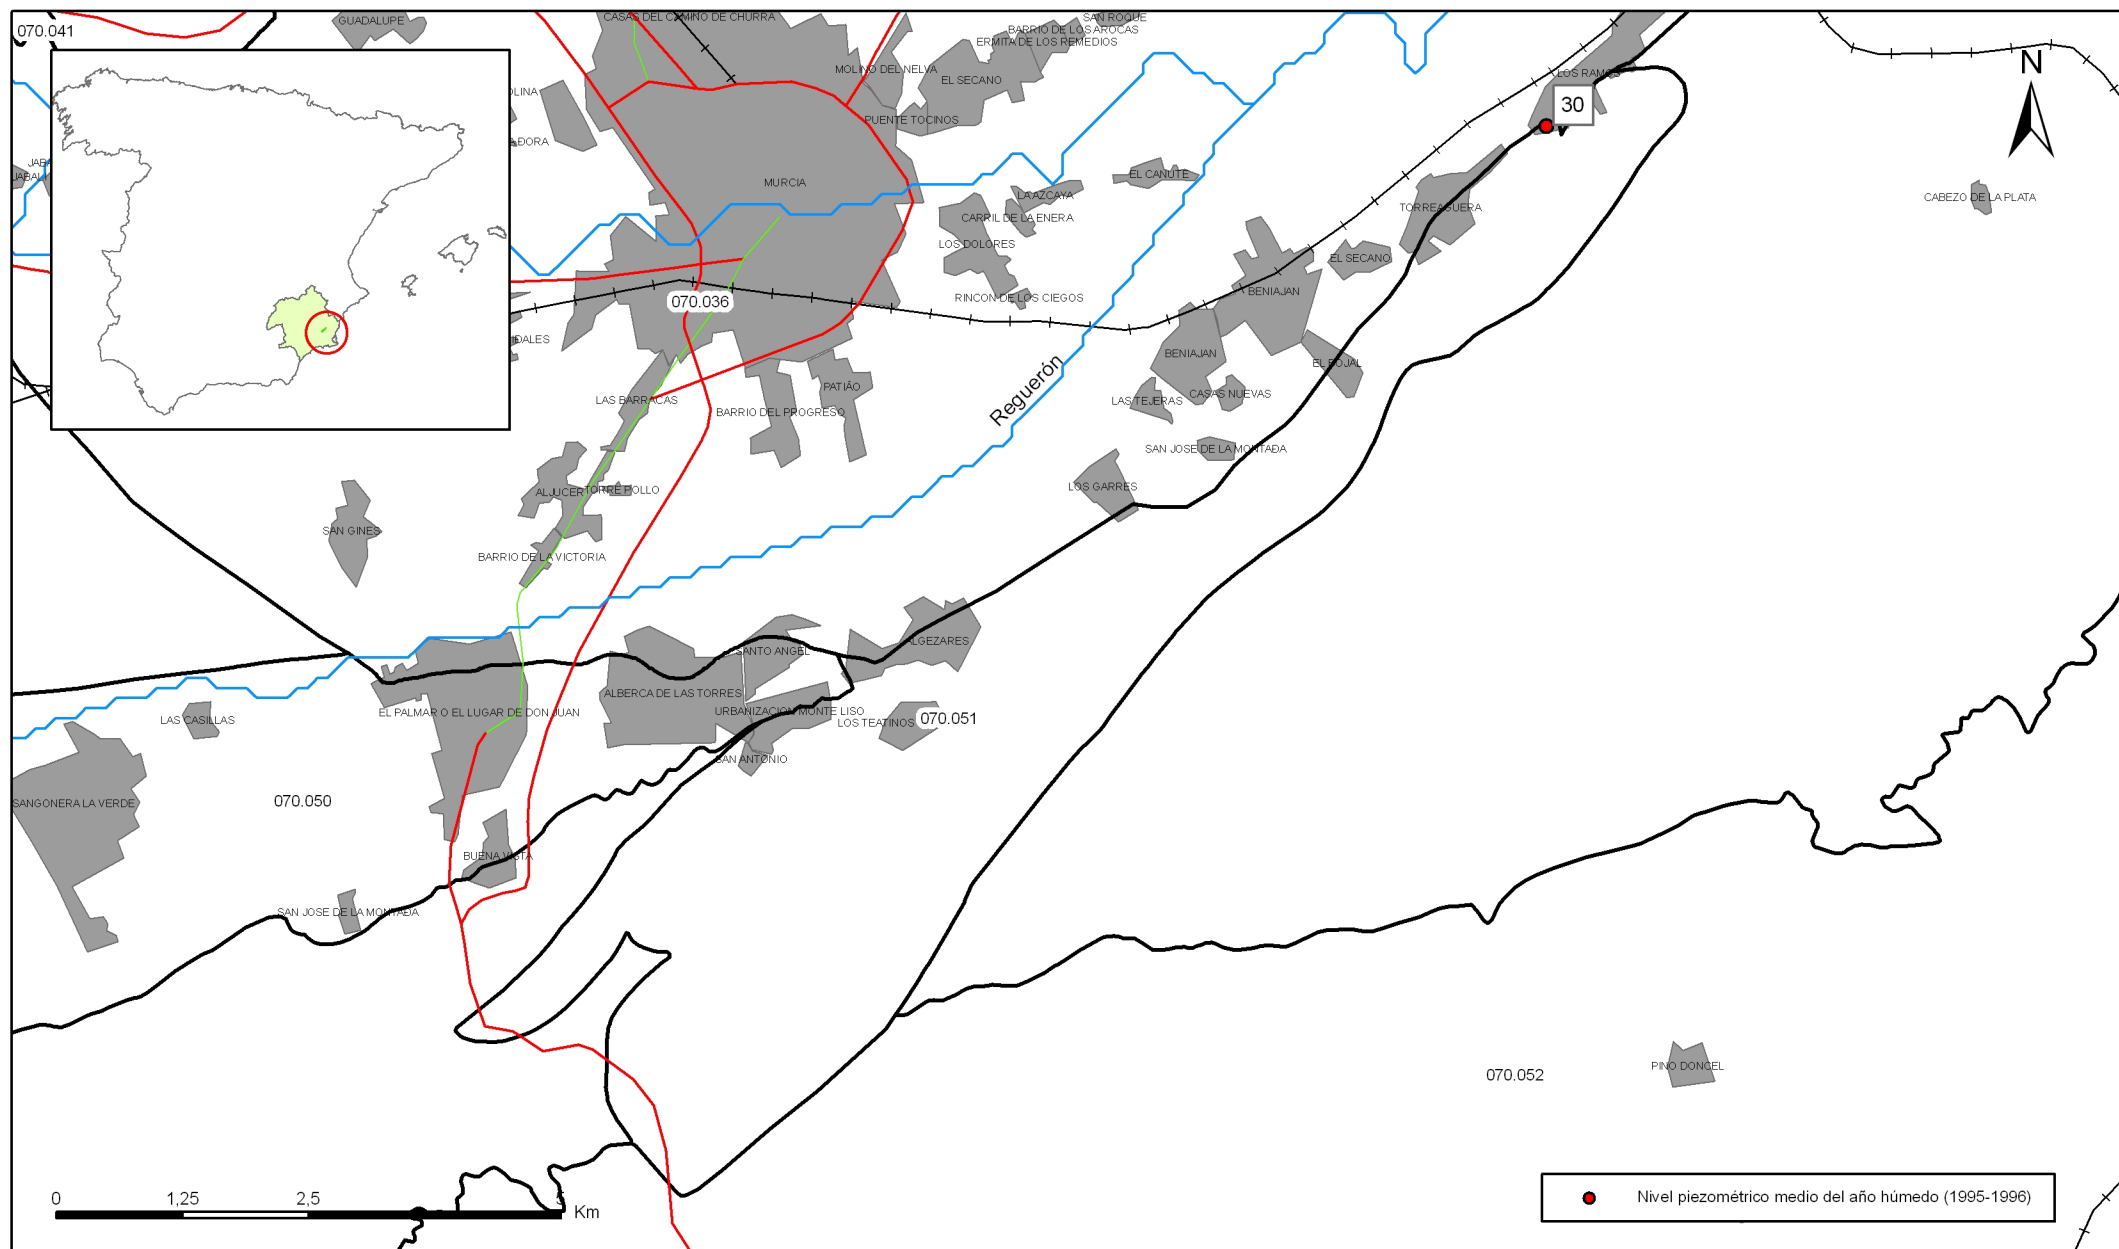 070.041
GUADALUPE
CASAS DEL CAMINO DE CHURRA
SAN ROQUE
BARRIO DE LOS AROCAS
ERMITA DE LOS REMEDIOS
MOLINO DEL NELVA
EL SECANO
LOS RAMOS
N
30
PUENTE TOCINOS
MURCIA
EL CAÑUTE
LA AZCAYA
CARRIL DE LA ENERA
LOS DOLORES
RINCON DE LOS CIEGOS
TORREAGUERA
CABEZO DE LA PLATA
EL SECANO
BENIAJAN
070.036
BENIAJAN
EL BOJAL
CASAS NUEVAS
LAS TEJERAS
PATIÃO
LAS BARRACAS
BARRIO DEL PROGRESO
Reguerón
SAN JOSE DE LA MONTAÐA
LOS GARRES
ALJUCER
TORRE POLLO
SAN GINES
BARRIO DE LA VICTORIA
ALGEZARES
SANTO ANGEL
ALBERCA DE LAS TORRES
URBANIZACION MONTE LISO
LOS TEATINOS
070.051
EL PALMAR O EL LUGAR DE DON JUAN
LAS CASILLAS
SAN ANTONIO
SANGONERA LA VERDE
070.050
BUENA VISTA
SAN JOSE DE LA MONTAÐA
070.052
PINO DONCEL
0 1,25 2,5 5
Km
Nivel piezométrico medio del año húmedo (1995-1996)